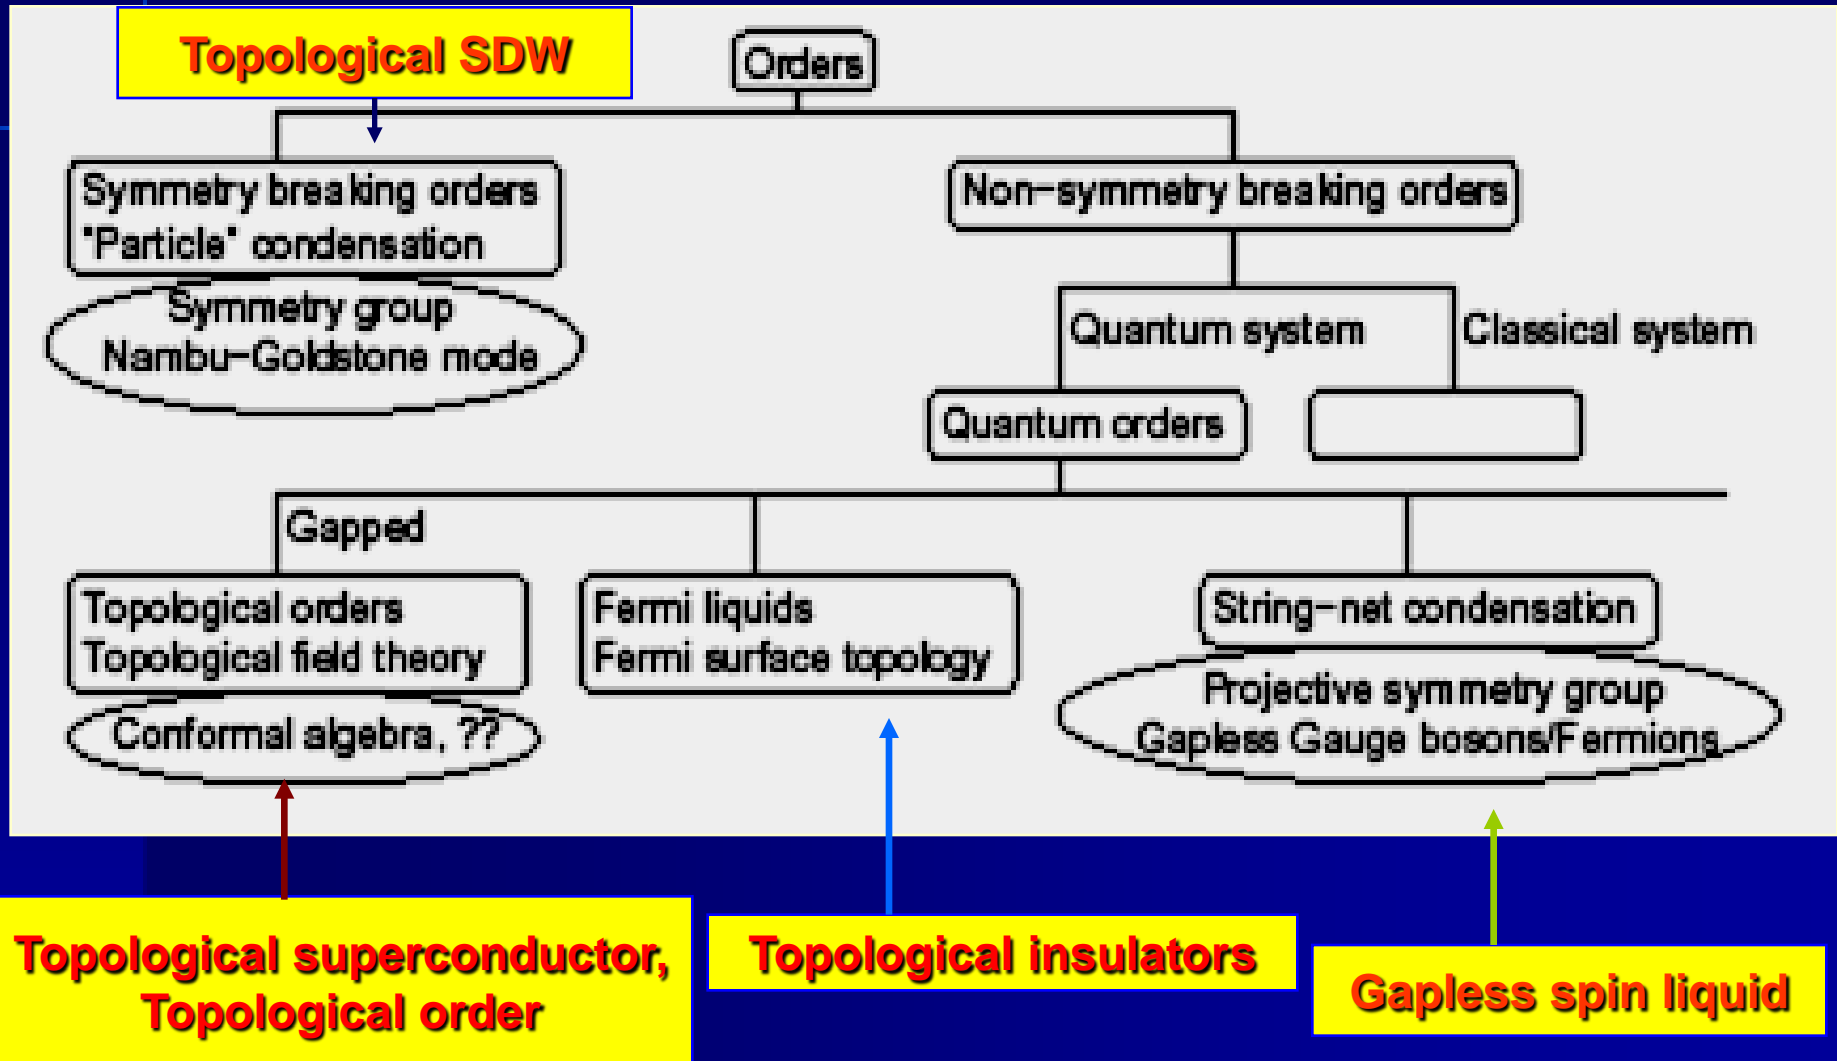 Topological SDW
Orders
Symmetry breaking orders
"Particle" condensation
Symmetry group
Nambu-Goldstone mode
Non-symmetry breaking orders
Quantum system
Classical system
Quantum orders
Gapped
Topological orders
Topological field theory
Conformal algebra, ??
Fermi liquids
Fermi surface topology
String-net condensation
Projective symmetry group
Gapless Gauge bosons/Fermions
Topological superconductor,
Topological order
Topological insulators
Gapless spin liquid